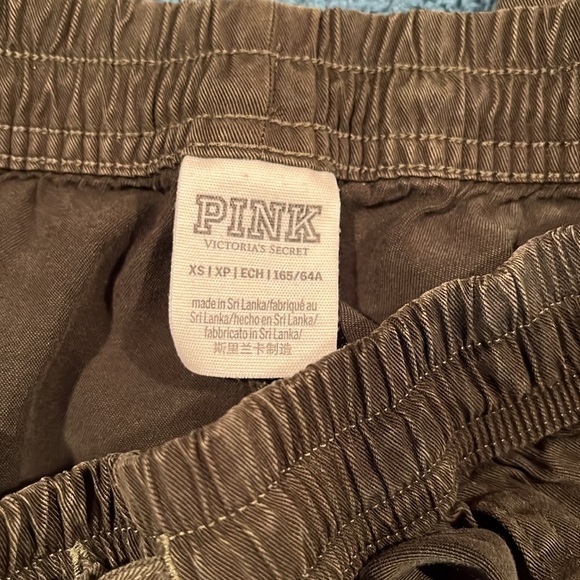 PINK
VICTORIA'S SECRET
XS | XP | ECH | 165/64A
made in Sri Lanka/fabriqué au
Sri Lanka/hecho en Sri Lanka/
fabbricato in Sri Lanka/
斯里兰卡制造